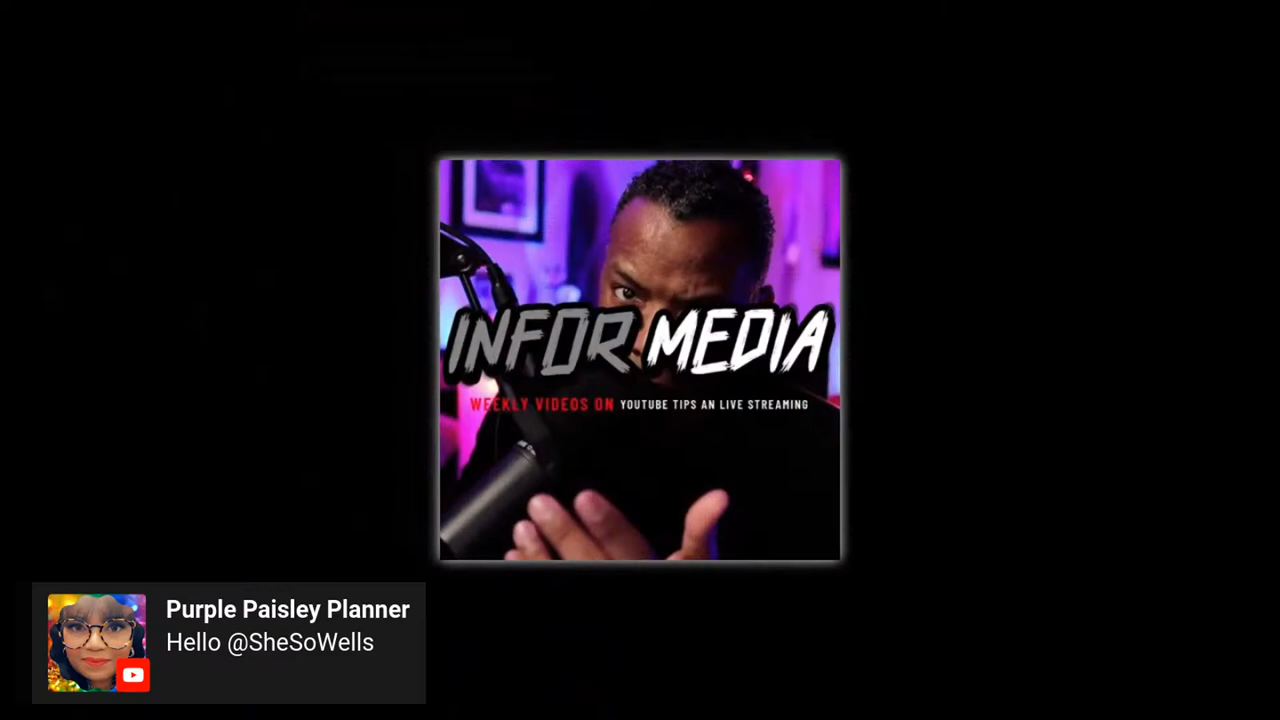 INFOR MEDIA
WEEKLY VIDEOS ON YOUTUBE TIPS AN LIVE STREAMING
Purple Paisley Planner
Hello @SheSoWells